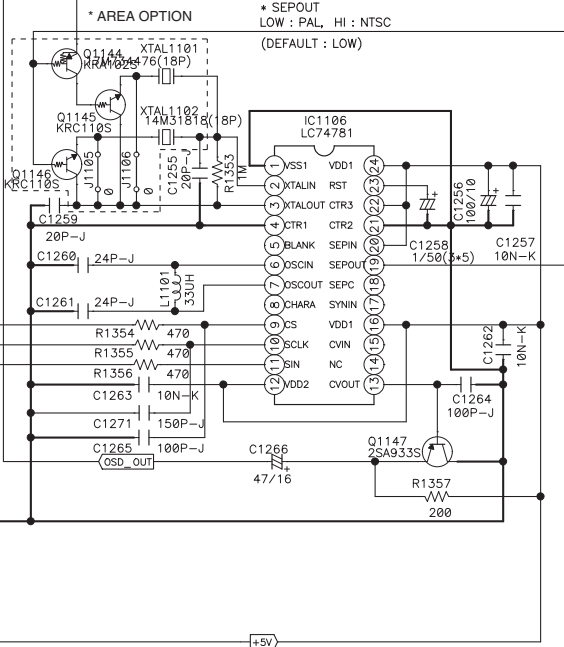 * AREA OPTION
* SEPOUT
LOW : PAL, HI : NTSC
(DEFAULT : LOW)
Q1144
KRA102S
XTAL1101
Q1145
KRC110S
XTAL1102
14M31818(18P)
Q1146
KRC110S
J1105
0
J1106
0
C1255
20P-J
R1353
1M
IC1106
LC74781
1 VSS1 VDD1 24
2 XTALIN RST 23
3 XTALOUT CTR3 22
4 CTR1 CTR2 21
5 BLANK SEPIN 20
6 OSCIN SEPOUT 19
7 OSCOUT SEPC 18
8 CHARA SYNIN 17
9 CS VDD1 16
10 SCLK CVIN 15
11 SIN NC 14
12 VDD2 CVOUT 13
C1256
100/10
C1258
1/50(3*5)
C1257
10N-K
C1259
20P-J
C1260 24P-J
L1101
33UH
C1261 24P-J
R1354 470
R1355 470
R1356 470
C1263 10N-K
C1271 150P-J
C1265 100P-J
OSD_OUT
C1262
10N-K
C1264
100P-J
C1266
47/16
Q1147
2SA933S
R1357
200
+5V